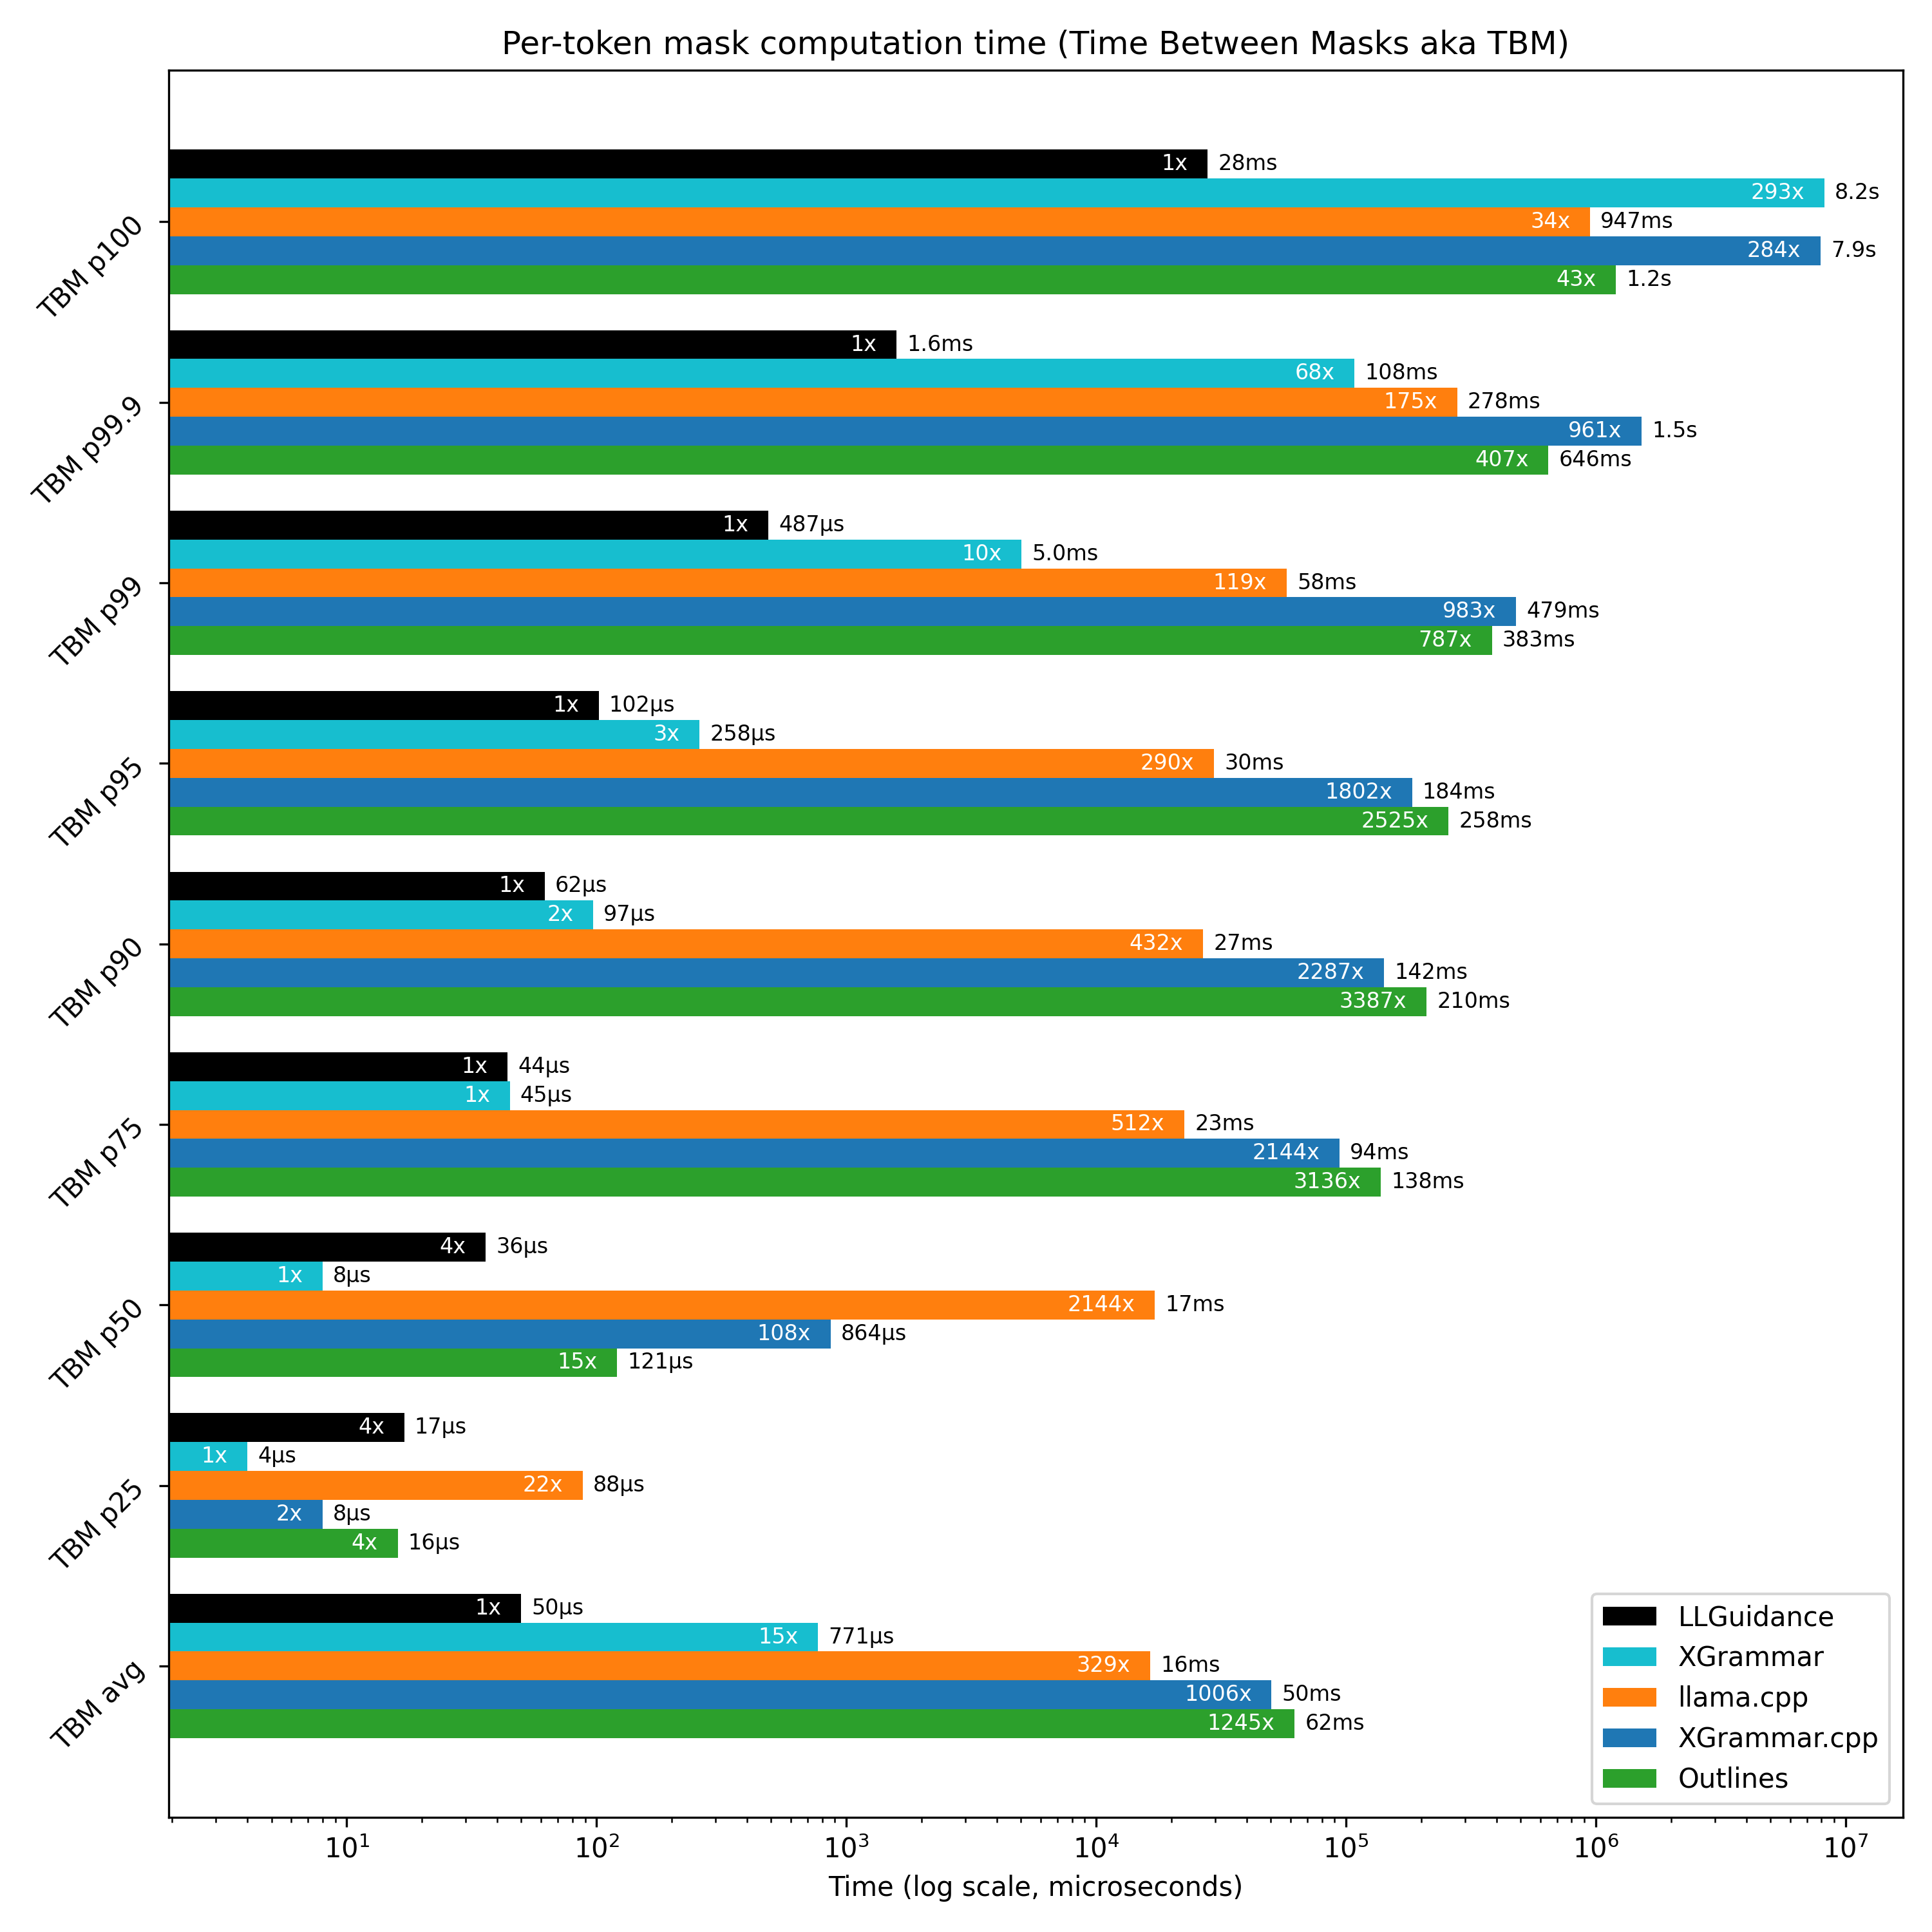 Per-token mask computation time (Time Between Masks aka TBM)
TBM p100
1x 28ms
293x 8.2s
34x 947ms
284x 7.9s
43x 1.2s
TBM p99.9
1x 1.6ms
68x 108ms
175x 278ms
961x 1.5s
407x 646ms
TBM p99
1x 487µs
10x 5.0ms
119x 58ms
983x 479ms
787x 383ms
TBM p95
1x 102µs
3x 258µs
290x 30ms
1802x 184ms
2525x 258ms
TBM p90
1x 62µs
2x 97µs
432x 27ms
2287x 142ms
3387x 210ms
TBM p75
1x 44µs
1x 45µs
512x 23ms
2144x 94ms
3136x 138ms
TBM p50
4x 36µs
1x 8µs
2144x 17ms
108x 864µs
15x 121µs
TBM p25
4x 17µs
1x 4µs
22x 88µs
2x 8µs
4x 16µs
TBM avg
1x 50µs
15x 771µs
329x 16ms
1006x 50ms
1245x 62ms
LLGuidance
XGrammar
llama.cpp
XGrammar.cpp
Outlines
10¹ 10² 10³ 10⁴ 10⁵ 10⁶ 10⁷
Time (log scale, microseconds)